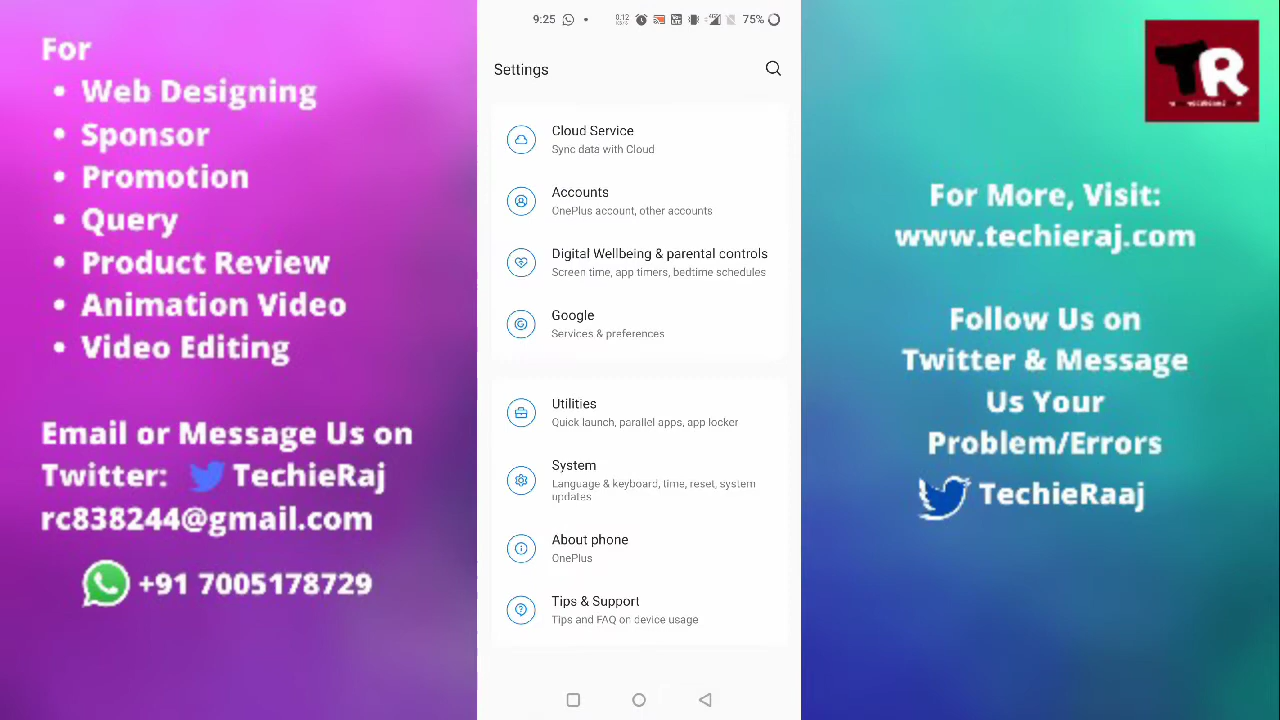 For
• Web Designing
• Sponsor
• Promotion
• Query
• Product Review
• Animation Video
• Video Editing
Email or Message Us on
Twitter: TechieRaj
rc838244@gmail.com
+91 7005178729
9:25
0.12
75%
Settings
Cloud Service
Sync data with Cloud
Accounts
OnePlus account, other accounts
Digital Wellbeing & parental controls
Screen time, app timers, bedtime schedules
Google
Services & preferences
Utilities
Quick launch, parallel apps, app locker
System
Language & keyboard, time, reset, system
updates
About phone
OnePlus
Tips & Support
Tips and FAQ on device usage
TR
For More, Visit:
www.techieraj.com
Follow Us on
Twitter & Message
Us Your
Problem/Errors
TechieRaaj